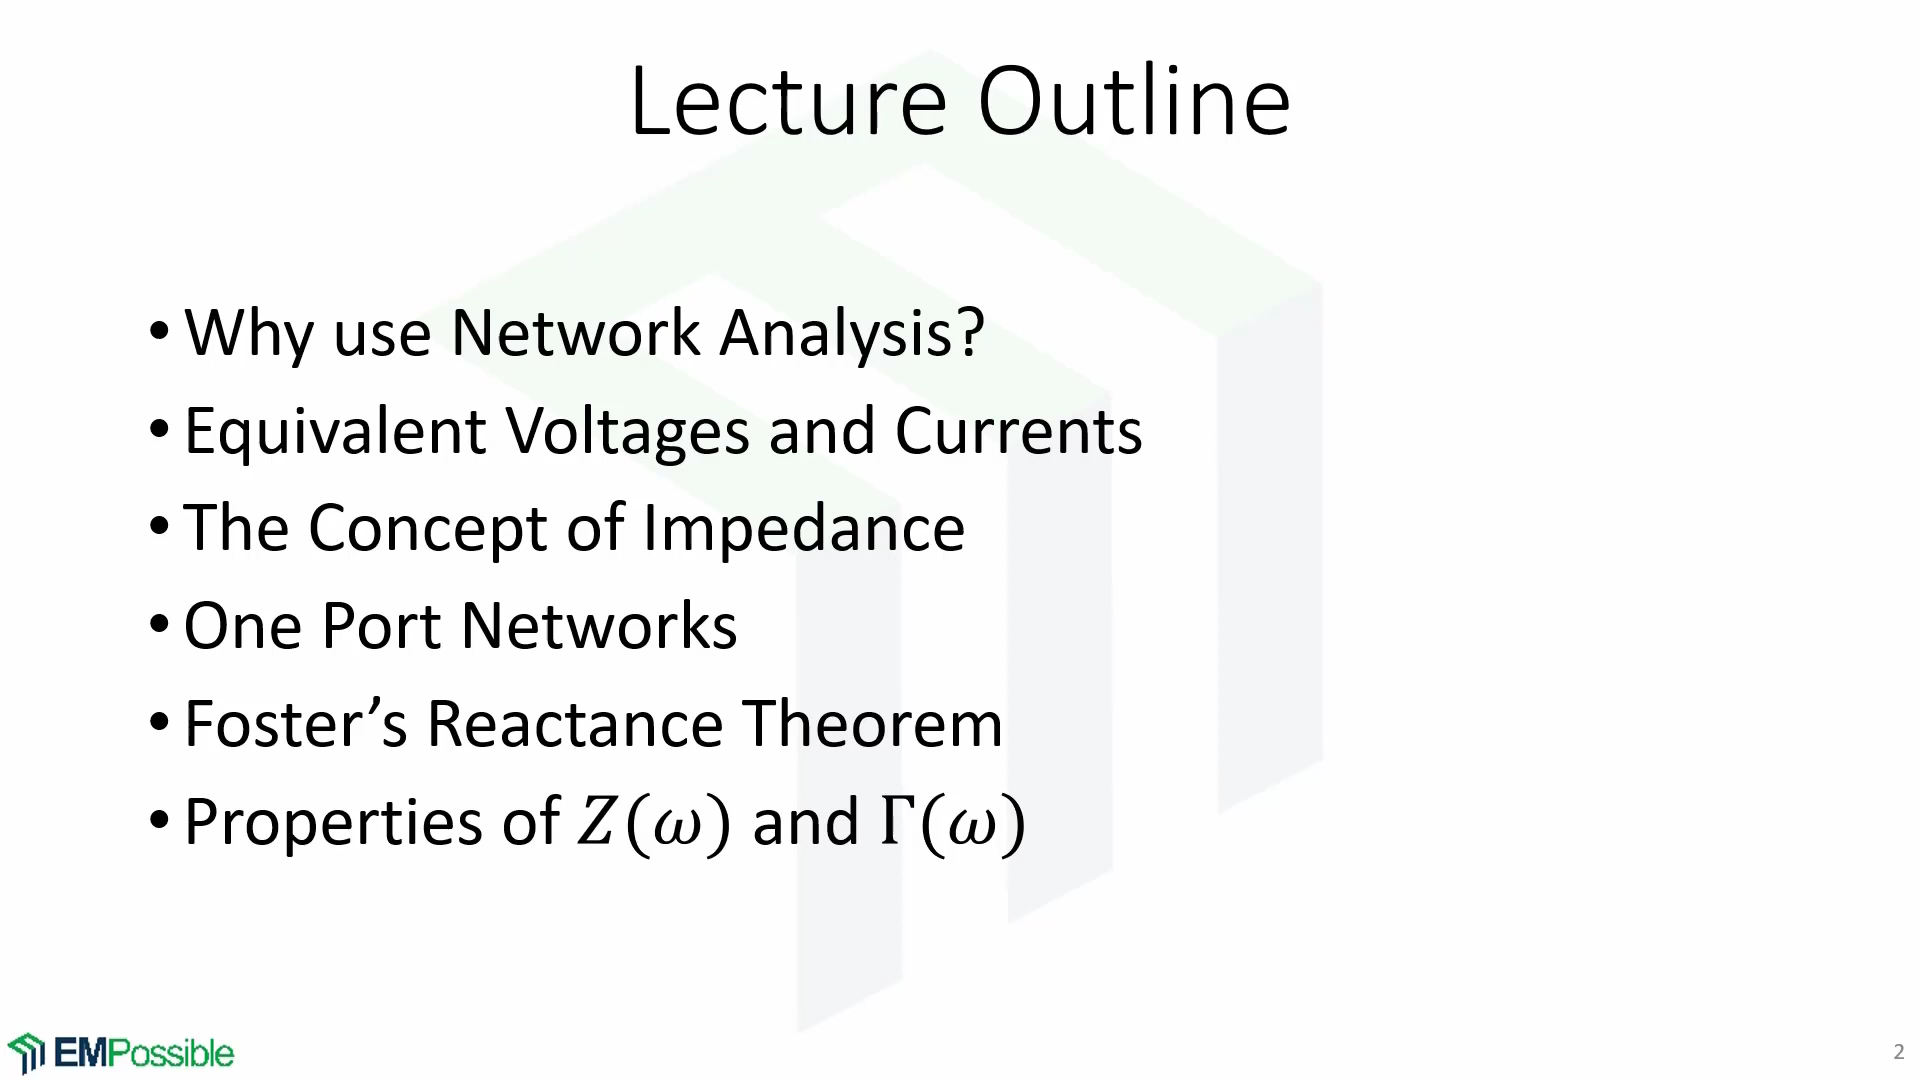 Lecture Outline
• Why use Network Analysis?
• Equivalent Voltages and Currents
• The Concept of Impedance
• One Port Networks
• Foster’s Reactance Theorem
• Properties of 𝑍(𝜔) and Γ(𝜔)
EMPossible
2